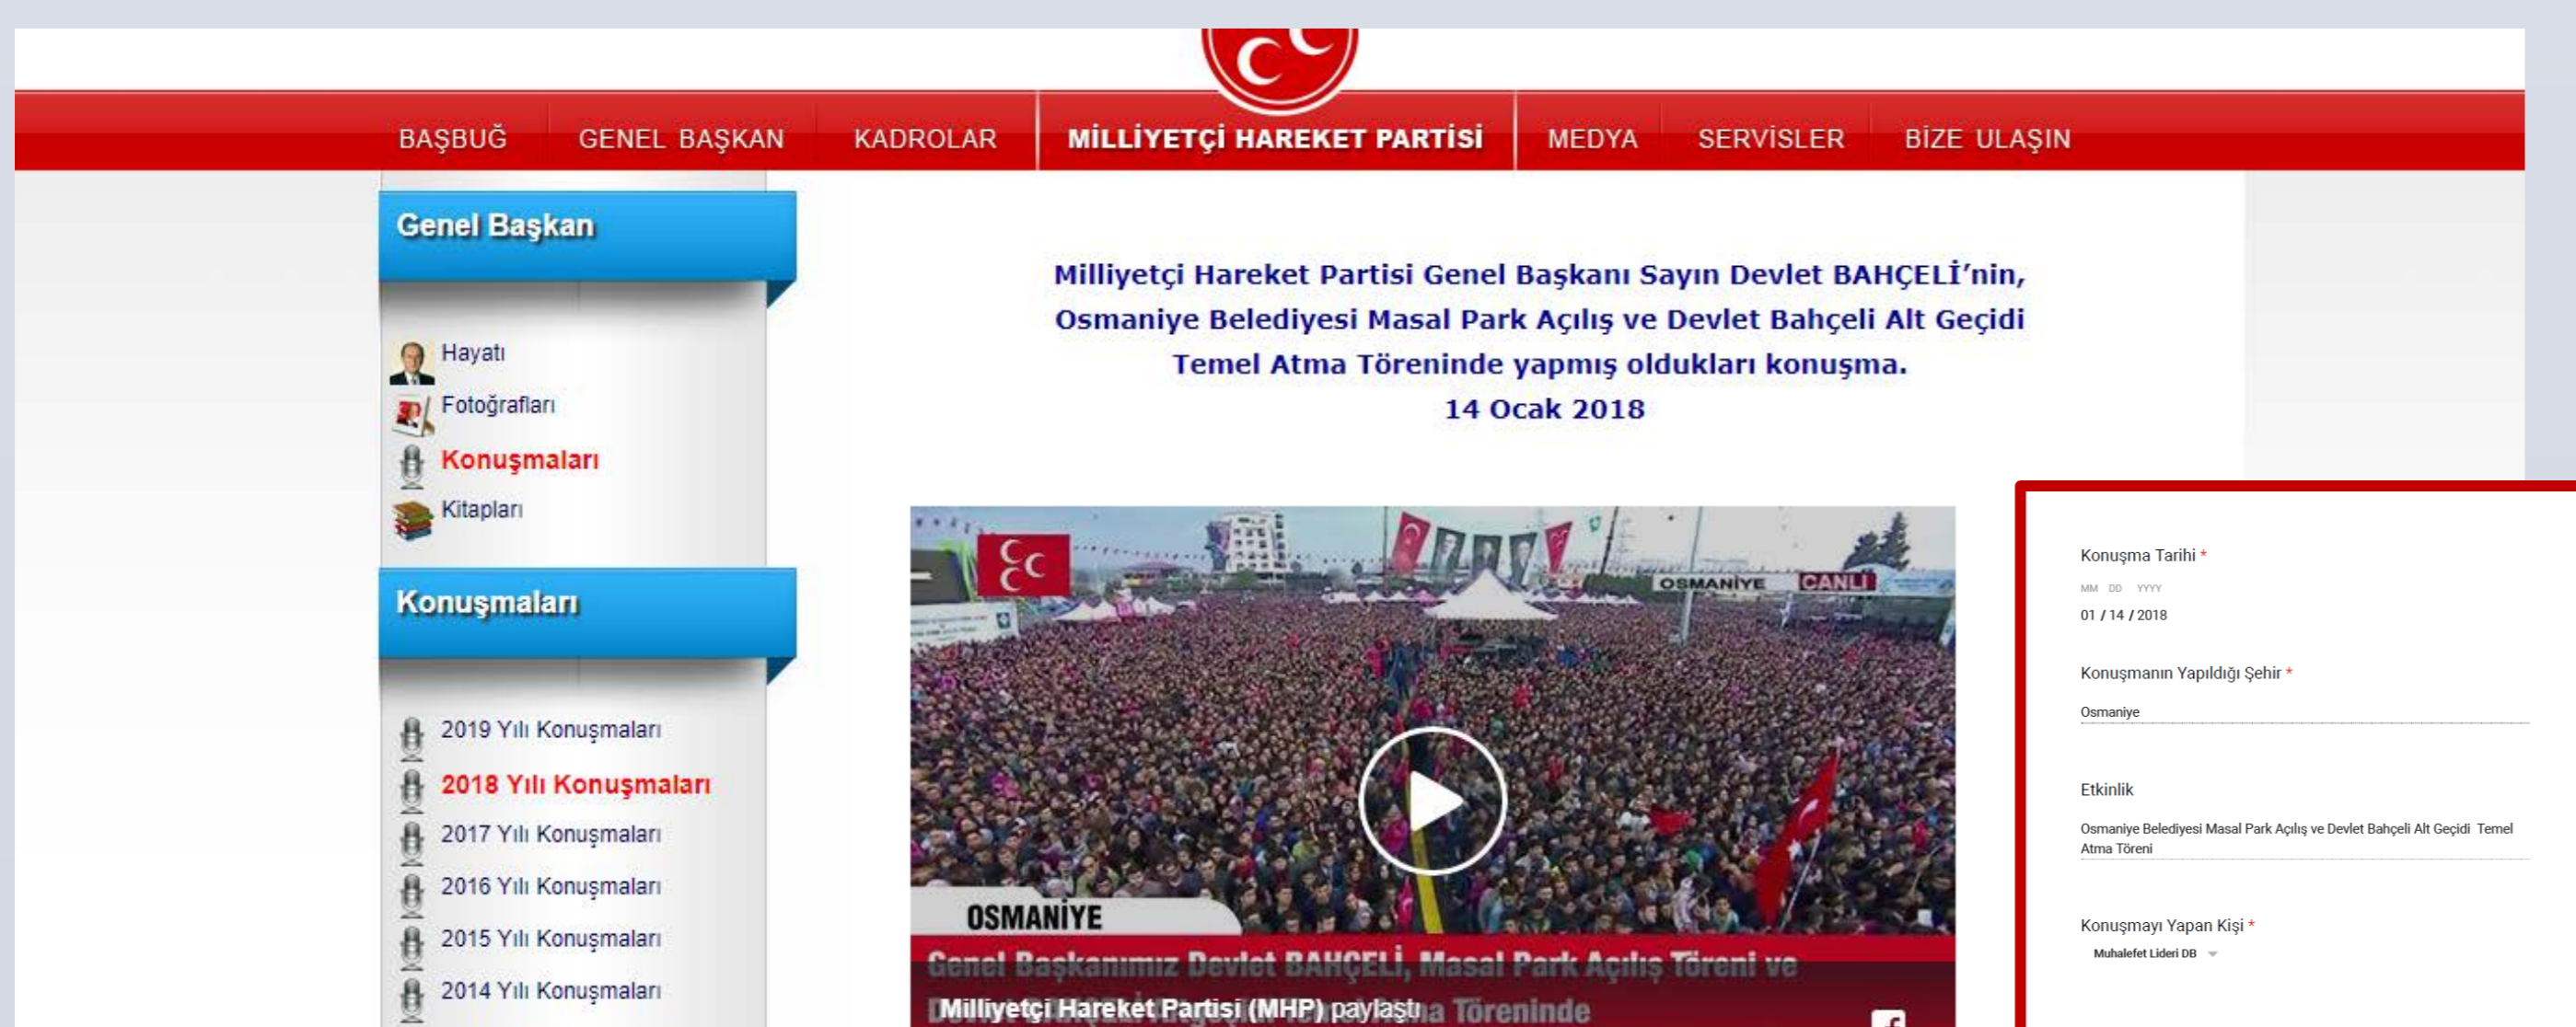 BAŞBUĞ
GENEL BAŞKAN
KADROLAR
MİLLİYETÇİ HAREKET PARTİSİ
MEDYA
SERVİSLER
BİZE ULAŞIN
Genel Başkan
Hayatı
Fotoğrafları
Konuşmaları
Kitapları
Konuşmaları
2019 Yılı Konuşmaları
2018 Yılı Konuşmaları
2017 Yılı Konuşmaları
2016 Yılı Konuşmaları
2015 Yılı Konuşmaları
2014 Yılı Konuşmaları
Milliyetçi Hareket Partisi Genel Başkanı Sayın Devlet BAHÇELİ’nin,
Osmaniye Belediyesi Masal Park Açılış ve Devlet Bahçeli Alt Geçidi
Temel Atma Töreninde yapmış oldukları konuşma.
14 Ocak 2018
OSMANİYE CANLI
OSMANİYE
Genel Başkanımız Devlet BAHÇELİ, Masal Park Açılış Töreni ve
Atma Töreninde
Milliyetçi Hareket Partisi (MHP) paylaştı
Konuşma Tarihi *
MM DD YYYY
01 / 14 / 2018
Konuşmanın Yapıldığı Şehir *
Osmaniye
Etkinlik
Osmaniye Belediyesi Masal Park Açılış ve Devlet Bahçeli Alt Geçidi Temel
Atma Töreni
Konuşmayı Yapan Kişi *
Muhalefet Lideri DB